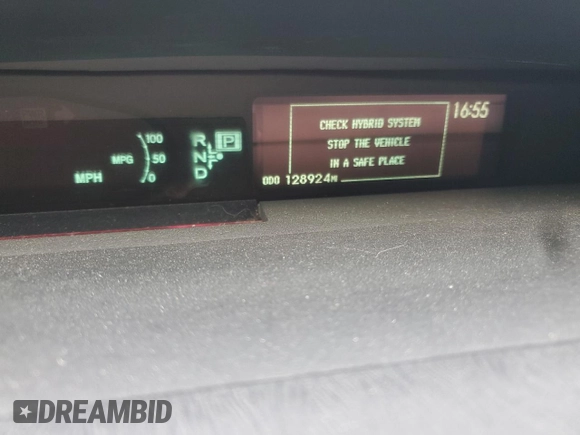 16:55
CHECK HYBRID SYSTEM
STOP THE VEHICLE
IN A SAFE PLACE
ODO 128924MI
100
MPG 50
0
MPH
R P
N
D
DREAMBID